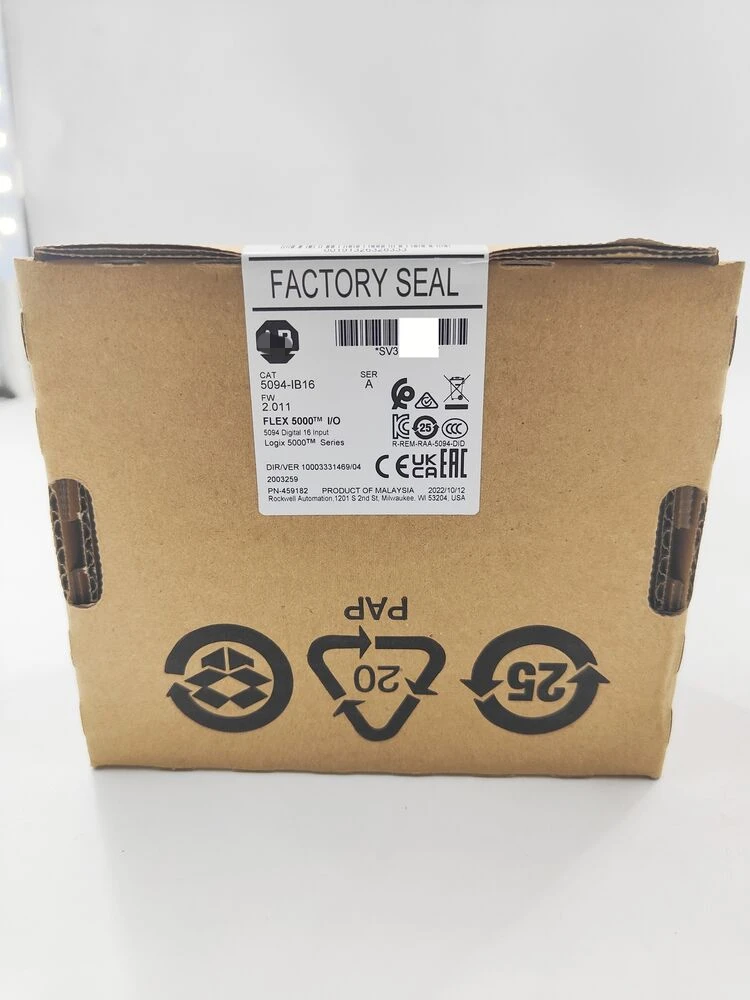 FACTORY SEAL
*SV3
CAT
5094-IB16
SER
A
FW
2.011
FLEX 5000™ I/O
5094 Digital 16 Input
Logix 5000™ Series
25
R-REM-RAA-5094-DiD
DIR/VER 10003331469/04
2003259
CE UK CA EAC
PN-459182 PRODUCT OF MALAYSIA 2022/10/12
Rockwell Automation,1201 S 2nd St, Milwaukee, WI 53204, USA
PAP
20
25